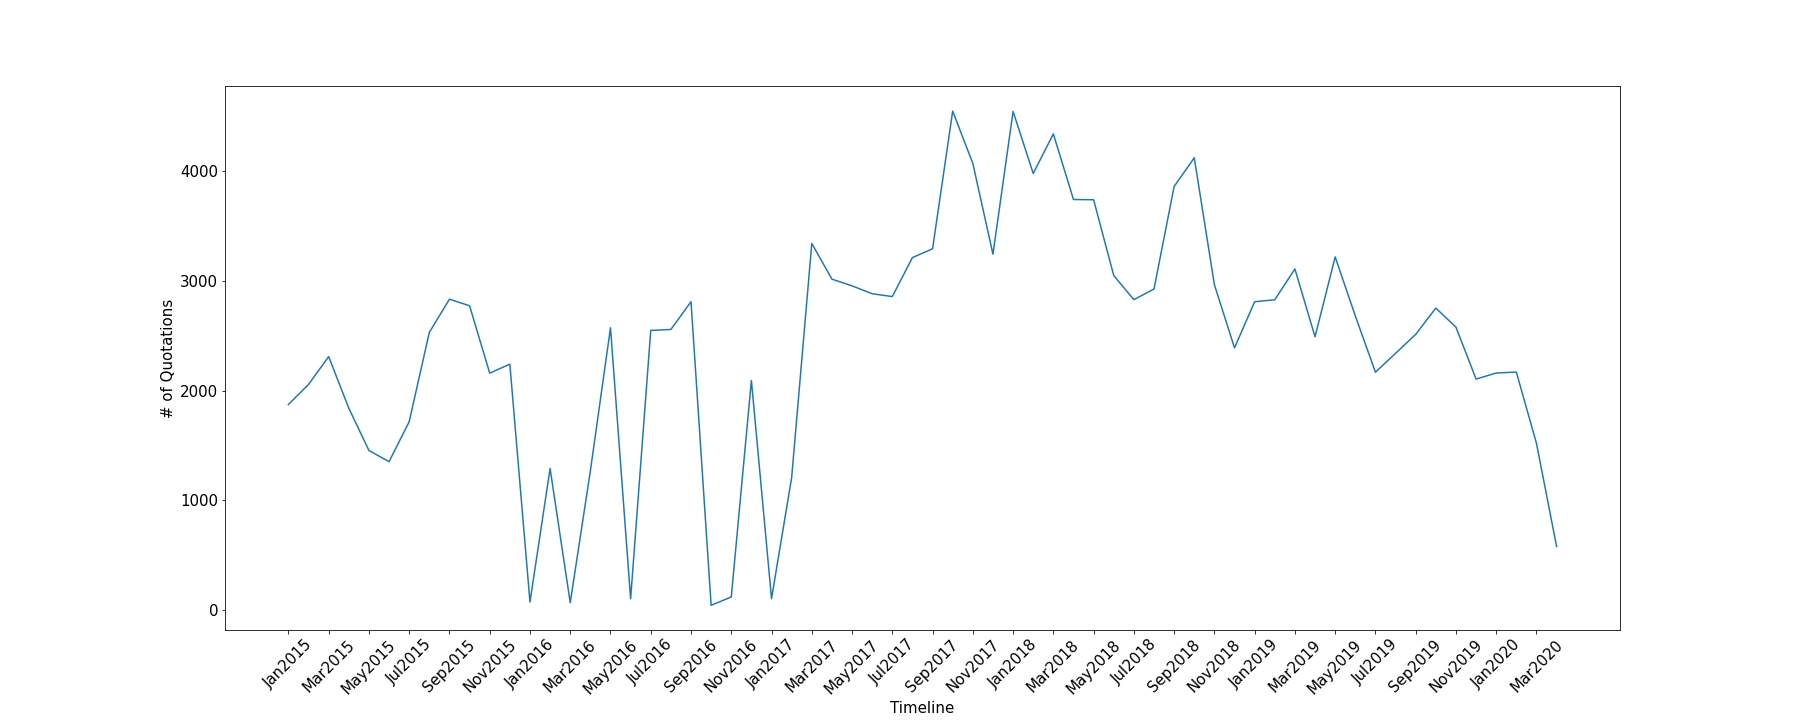 # of Quotations
4000
3000
2000
1000
0
Jan2015
Mar2015
May2015
Jul2015
Sep2015
Nov2015
Jan2016
Mar2016
May2016
Jul2016
Sep2016
Nov2016
Jan2017
Mar2017
May2017
Jul2017
Sep2017
Nov2017
Jan2018
Mar2018
May2018
Jul2018
Sep2018
Nov2018
Jan2019
Mar2019
May2019
Jul2019
Sep2019
Nov2019
Jan2020
Mar2020
Timeline